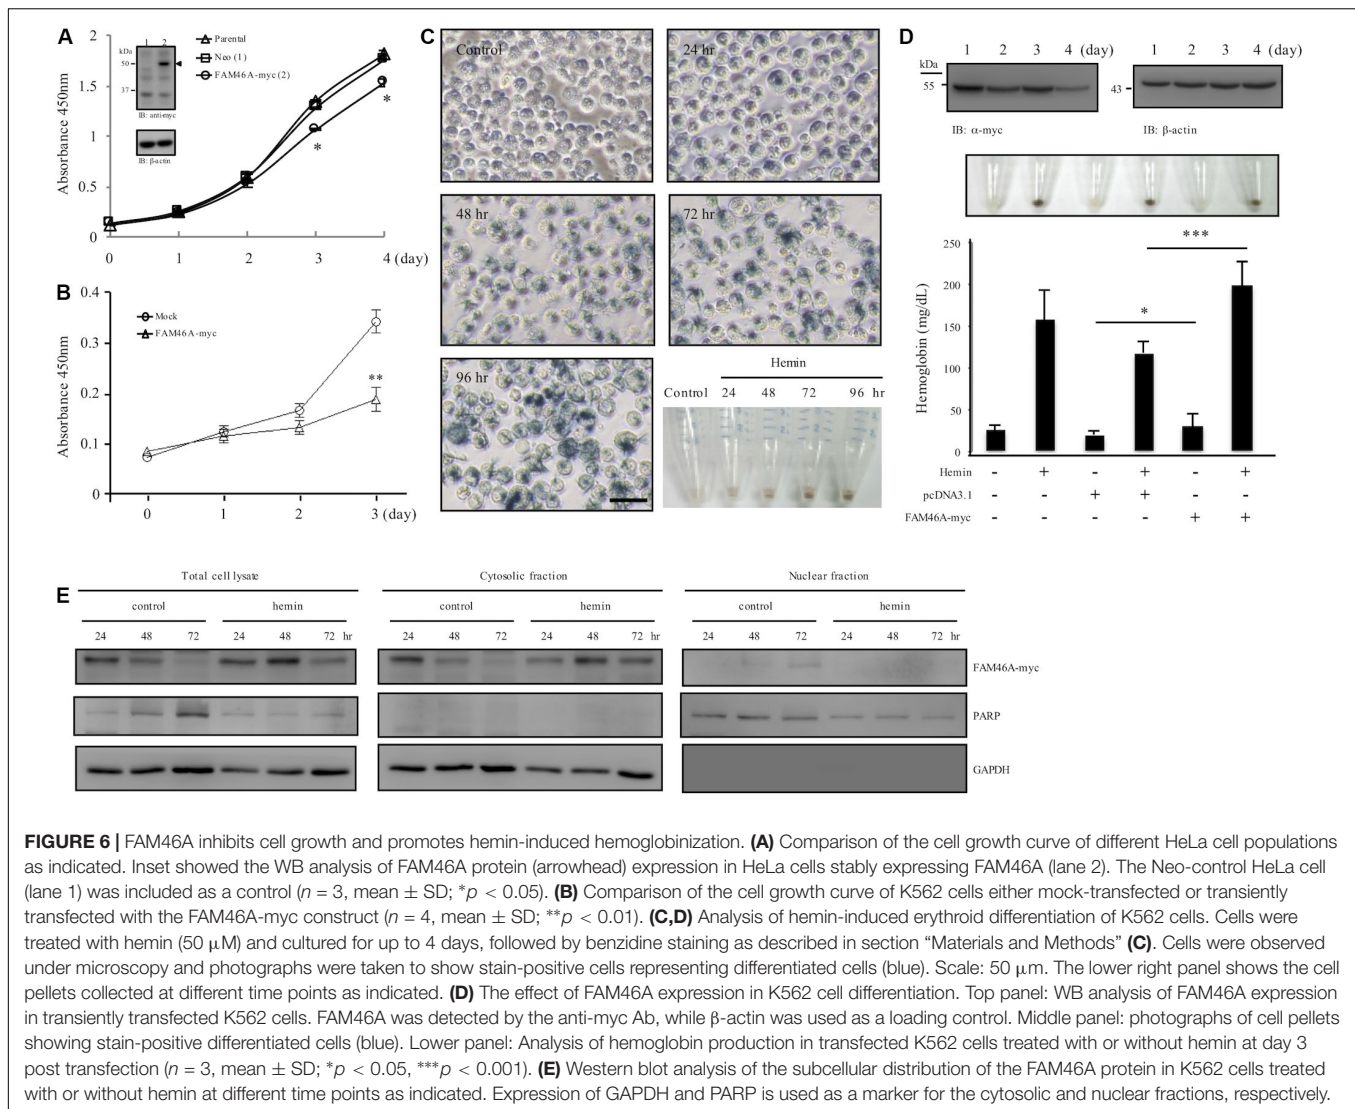 A
2
1.5
1
0.5
0
Absorbance 450nm
0 1 2 3 4 (day)
1 2
kDa
50
37
IB: anti-myc
IB: β-actin
Parental
Neo (1)
FAM46A-myc (2)
*
*
B
0.4
0.3
0.2
0.1
0
Absorbance 450nm
0 1 2 3 (day)
Mock
FAM46A-myc
**
C
Control
24 hr
48 hr
72 hr
96 hr
Hemin
Control 24 48 72 96 hr
D
1 2 3 4 (day)
kDa
55
IB: α-myc
1 2 3 4 (day)
43
IB: β-actin
250
200
150
100
50
0
Hemoglobin (mg/dL)
*
***
Hemin - + - + - +
pcDNA3.1 - - + + - -
FAM46A-myc - - - - + +
E
Total cell lysate Cytosolic fraction Nuclear fraction
control hemin control hemin control hemin
24 48 72 24 48 72 hr 24 48 72 24 48 72 hr 24 48 72 24 48 72 hr
FAM46A-myc
PARP
GAPDH
FIGURE 6 | FAM46A inhibits cell growth and promotes hemin-induced hemoglobinization. (A) Comparison of the cell growth curve of different HeLa cell populations
as indicated. Inset showed the WB analysis of FAM46A protein (arrowhead) expression in HeLa cells stably expressing FAM46A (lane 2). The Neo-control HeLa cell
(lane 1) was included as a control (n = 3, mean ± SD; *p < 0.05). (B) Comparison of the cell growth curve of K562 cells either mock-transfected or transiently
transfected with the FAM46A-myc construct (n = 4, mean ± SD; **p < 0.01). (C,D) Analysis of hemin-induced erythroid differentiation of K562 cells. Cells were
treated with hemin (50 μM) and cultured for up to 4 days, followed by benzidine staining as described in section “Materials and Methods” (C). Cells were observed
under microscopy and photographs were taken to show stain-positive cells representing differentiated cells (blue). Scale: 50 μm. The lower right panel shows the cell
pellets collected at different time points as indicated. (D) The effect of FAM46A expression in K562 cell differentiation. Top panel: WB analysis of FAM46A expression
in transiently transfected K562 cells. FAM46A was detected by the anti-myc Ab, while β-actin was used as a loading control. Middle panel: photographs of cell pellets
showing stain-positive differentiated cells (blue). Lower panel: Analysis of hemoglobin production in transfected K562 cells treated with or without hemin at day 3
post transfection (n = 3, mean ± SD; *p < 0.05, ***p < 0.001). (E) Western blot analysis of the subcellular distribution of the FAM46A protein in K562 cells treated
with or without hemin at different time points as indicated. Expression of GAPDH and PARP is used as a marker for the cytosolic and nuclear fractions, respectively.